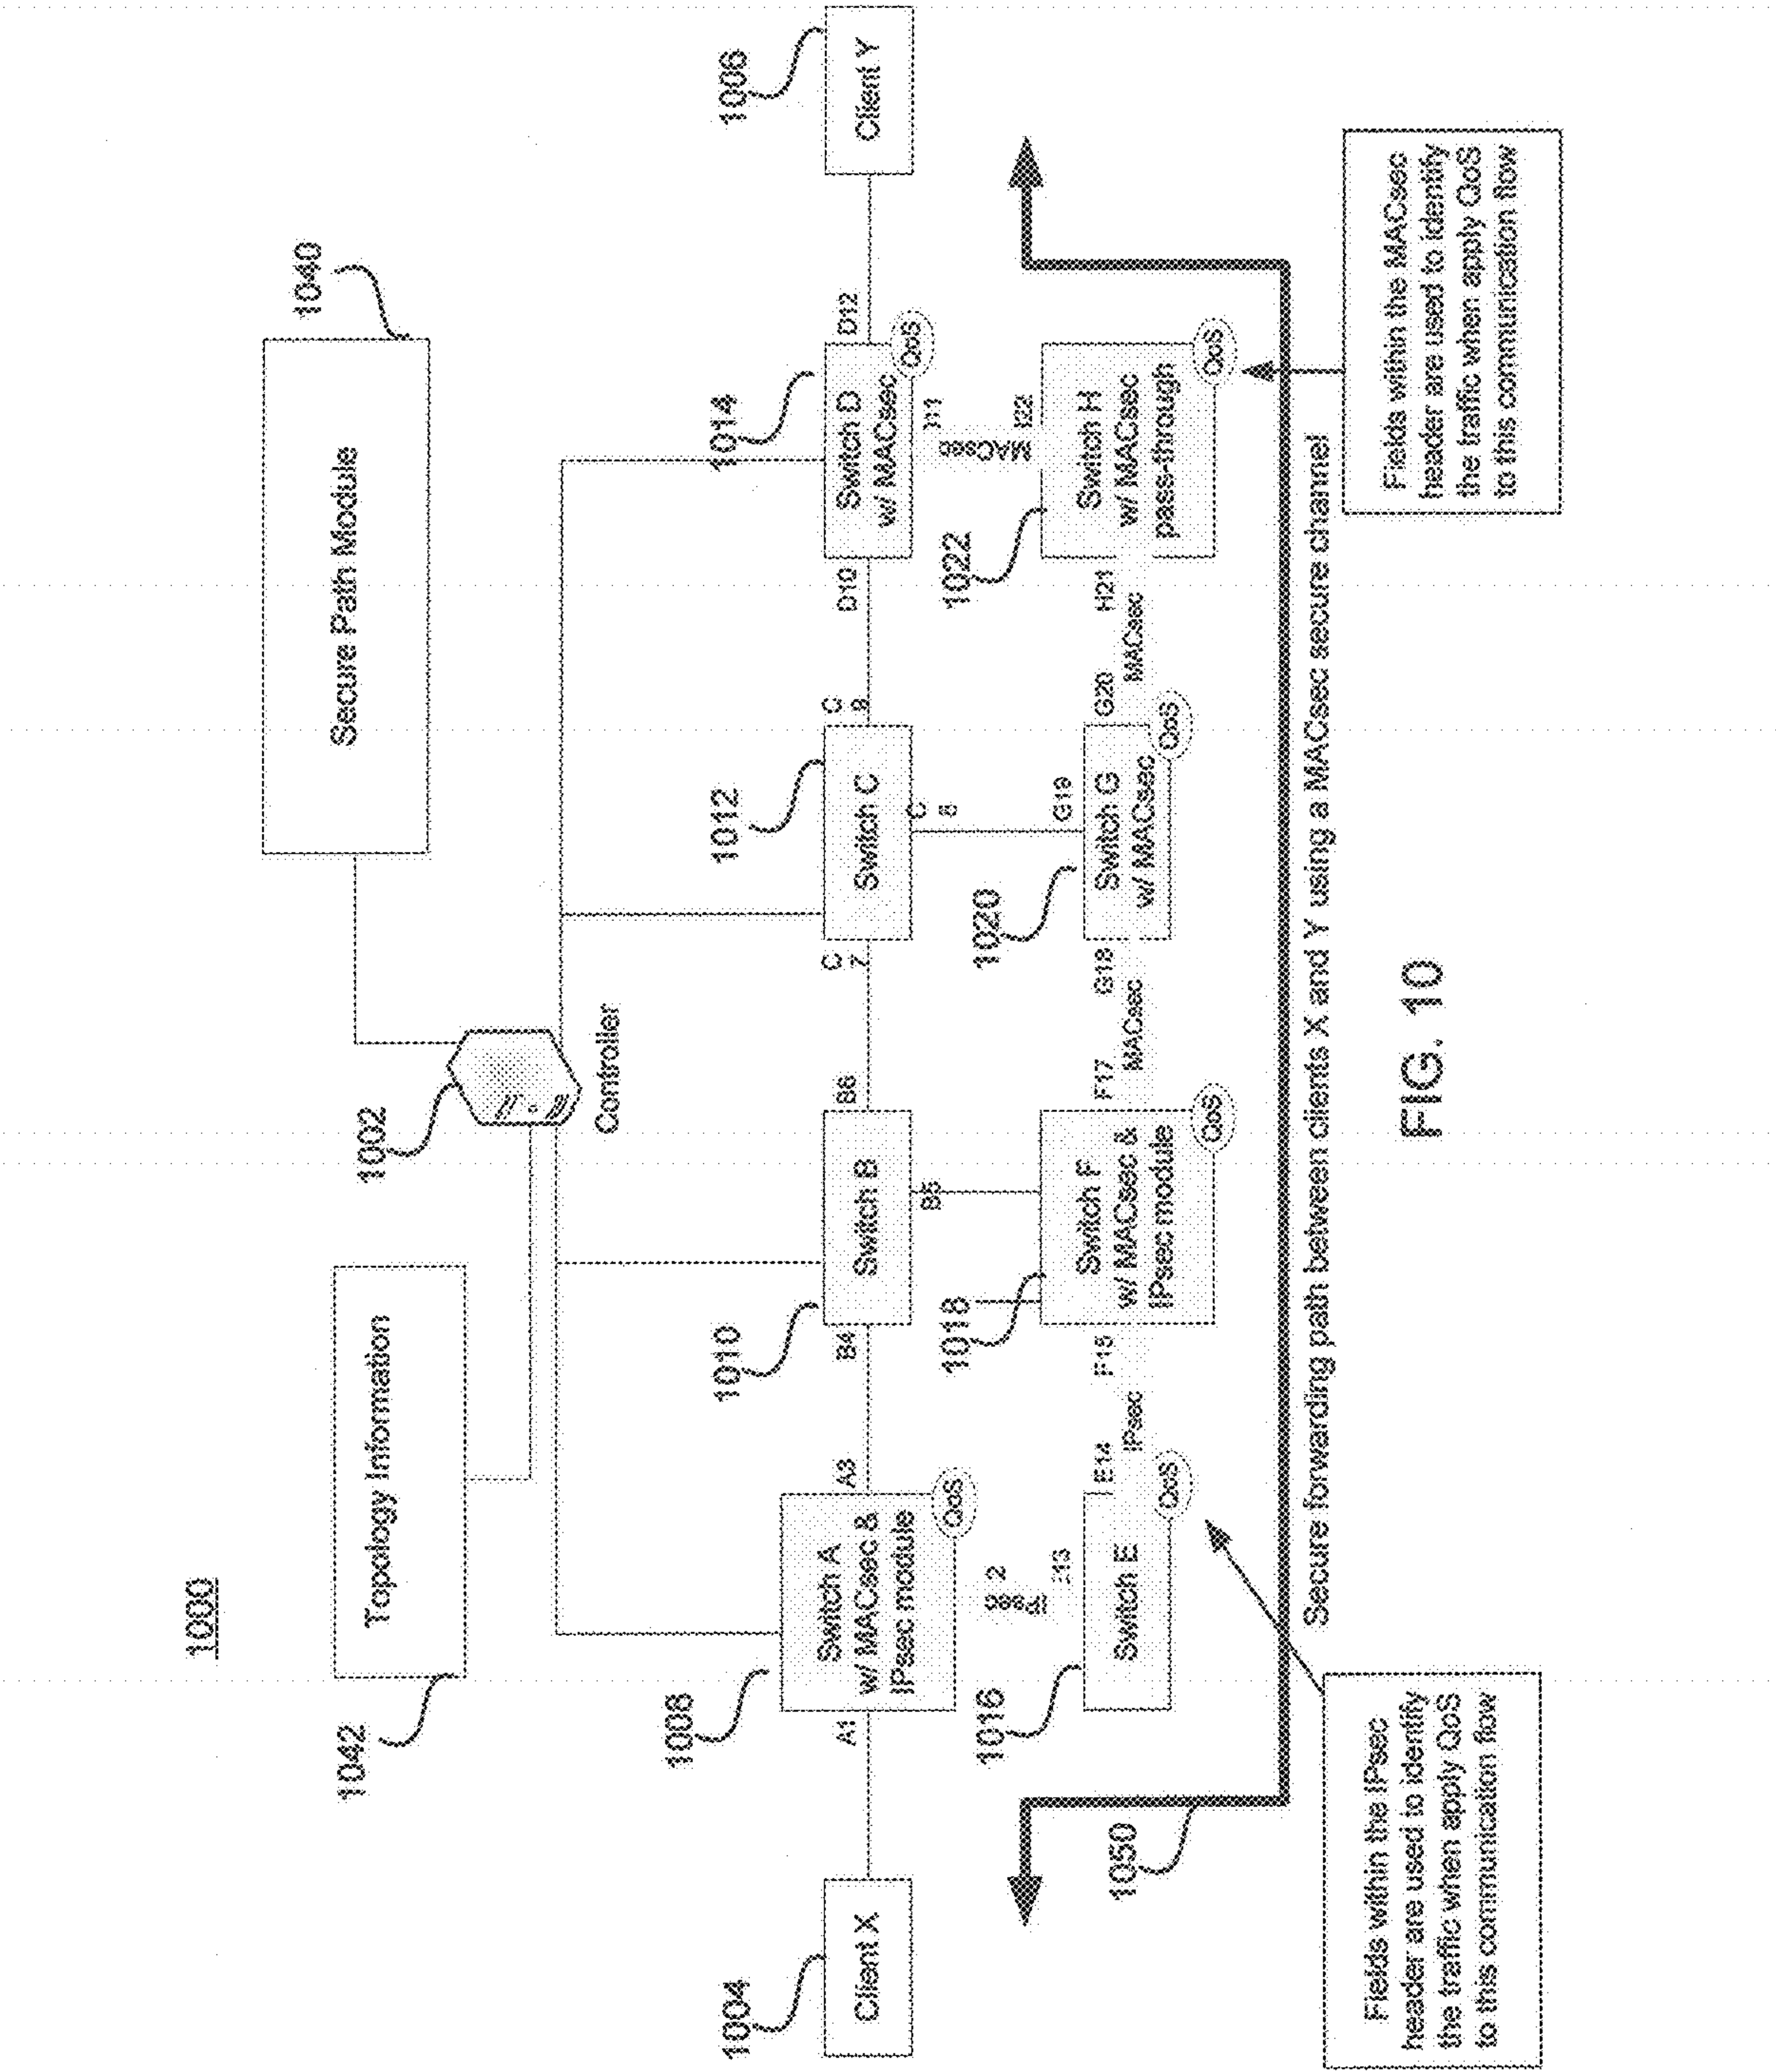 1000
Topology Information
1042
Secure Path Module
1040
1002
Controller
1004
Client X
1006
Client Y
1008
Switch A
w/ MACsec &
IPsec module
QoS
A1
A3
2
1010
Switch B
B4
B5
B6
1012
Switch C
C
7
C
8
C
9
1014
Switch D
w/ MACsec
QoS
D10
D12
MACsec
1016
Switch E
QoS
E14
IPsec
1018
Switch F
w/ MACsec &
IPsec module
QoS
F15
F17
MACsec
1020
Switch G
w/ MACsec
QoS
G18
G19
G20
MACsec
1022
Switch H
w/ MACsec
pass-through
QoS
H21
1050
Secure forwarding path between clients X and Y using a MACsec secure channel
Fields within the IPsec
header are used to identify
the traffic when apply QoS
to this communication flow
Fields within the MACsec
header are used to identify
the traffic when apply QoS
to this communication flow
FIG. 10